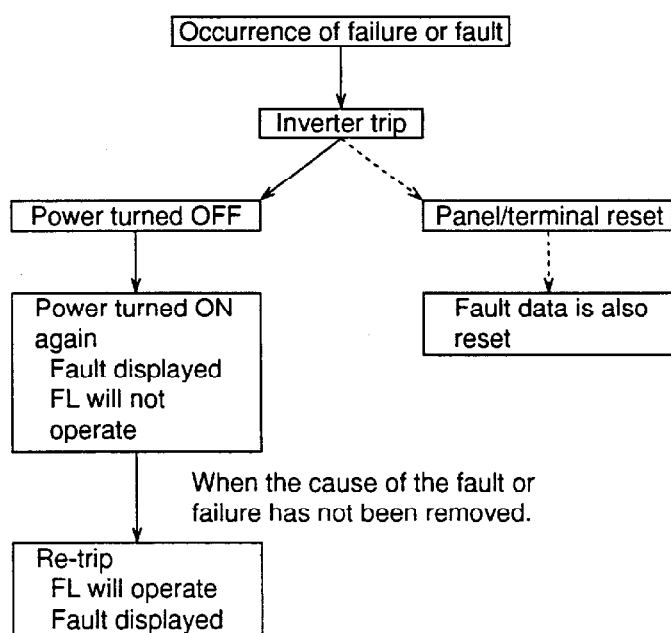 Occurrence of failure or fault
Inverter trip
Power turned OFF
Panel/terminal reset
Power turned ON
again
Fault displayed
FL will not
operate
Fault data is also
reset
When the cause of the fault or
failure has not been removed.
Re-trip
FL will operate
Fault displayed